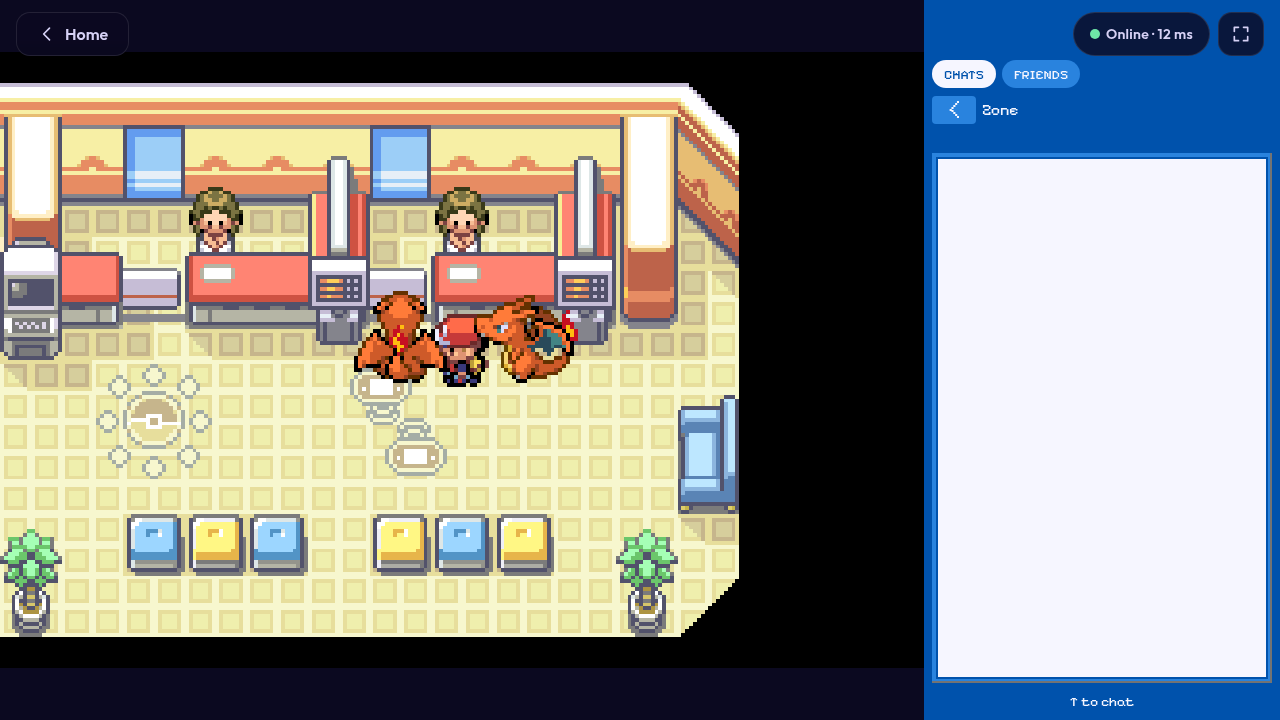 Home
Online · 12 ms
CHATS
FRIENDS
Zone
↑ to chat